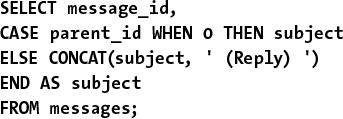 SELECT message_id,
CASE parent_id WHEN 0 THEN subject
ELSE CONCAT(subject, ' (Reply) ')
END AS subject
FROM messages;